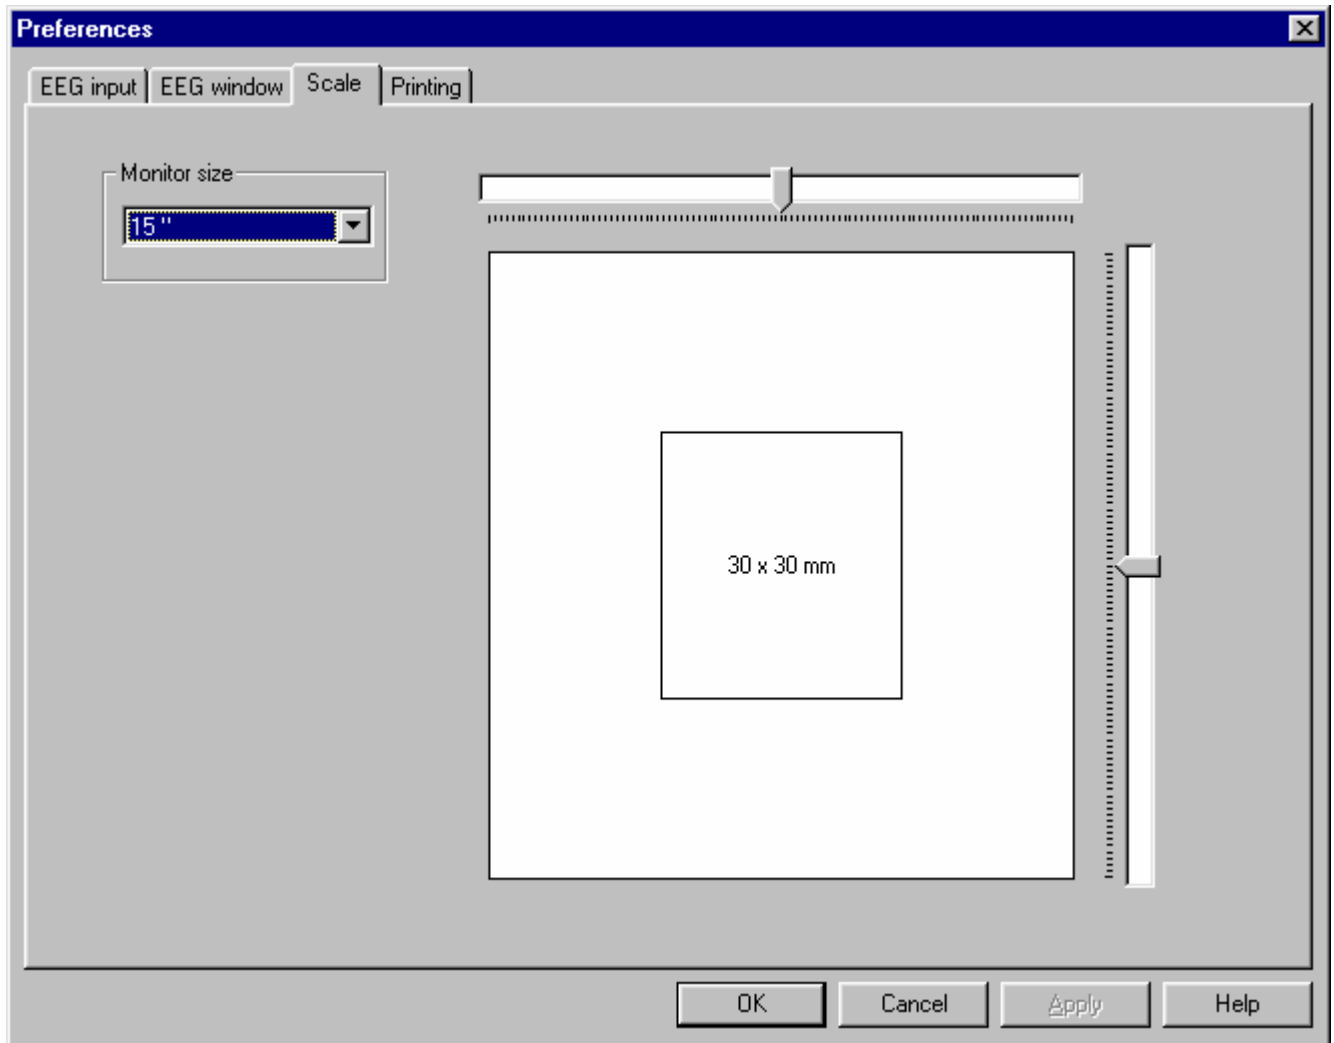 Preferences
EEG input EEG window Scale Printing
Monitor size
15 "
30 x 30 mm
OK Cancel Apply Help